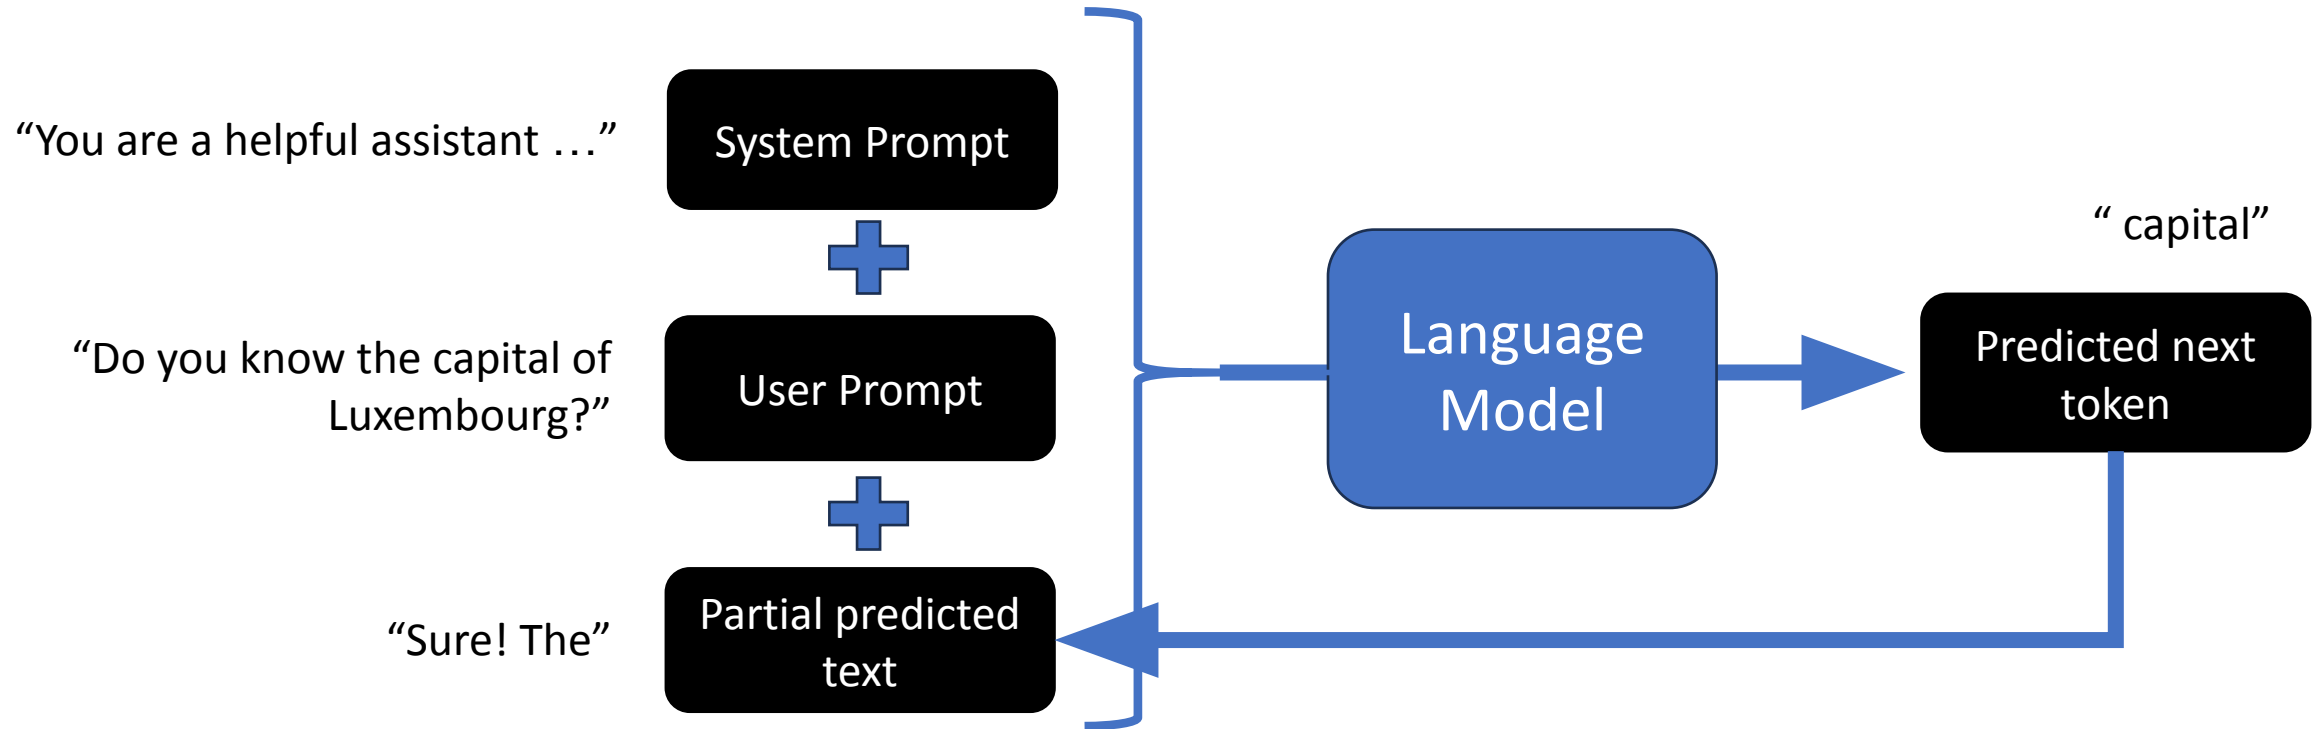 “You are a helpful assistant …”
System Prompt
“Do you know the capital of
Luxembourg?”
User Prompt
“Sure! The”
Partial predicted
text
Language
Model
“ capital”
Predicted next
token